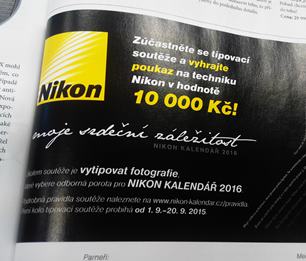 Zúčastněte se tipovací
soutěže a vyhrajte
poukaz na techniku
Nikon v hodnotě
10 000 Kč!
Nikon
moje srdeční záležitost
NIKON KALENDÁŘ 2016
kolem soutěže je vytipovat fotografie,
které vybere odborná porota pro NIKON KALENDÁŘ 2016
Podrobná pravidla soutěže naleznete na www.nikon-kalendar.cz/pravidla.
První kolo tipovací soutěže probíhá od 1. 9.–20. 9. 2015
Parneři: